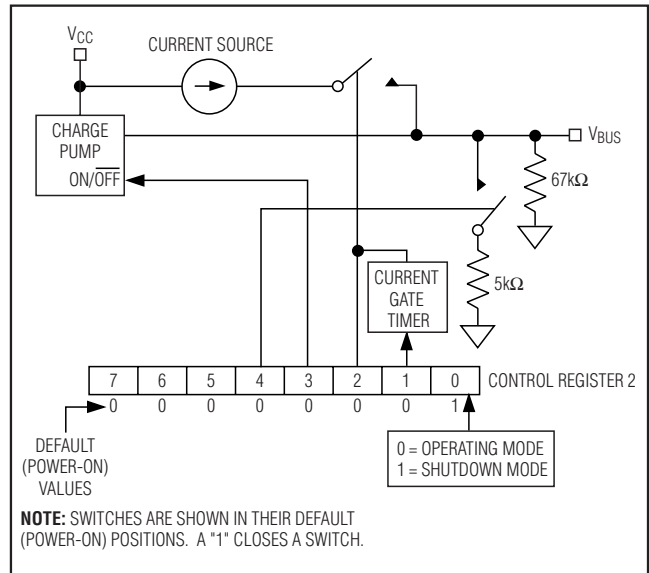 VCC
CURRENT SOURCE
CHARGE
PUMP
ON/OFF
VBUS
67kΩ
5kΩ
CURRENT
GATE
TIMER
7 6 5 4 3 2 1 0
CONTROL REGISTER 2
0 0 0 0 0 0 0 1
DEFAULT
(POWER-ON)
VALUES
0 = OPERATING MODE
1 = SHUTDOWN MODE
NOTE: SWITCHES ARE SHOWN IN THEIR DEFAULT
(POWER-ON) POSITIONS. A "1" CLOSES A SWITCH.